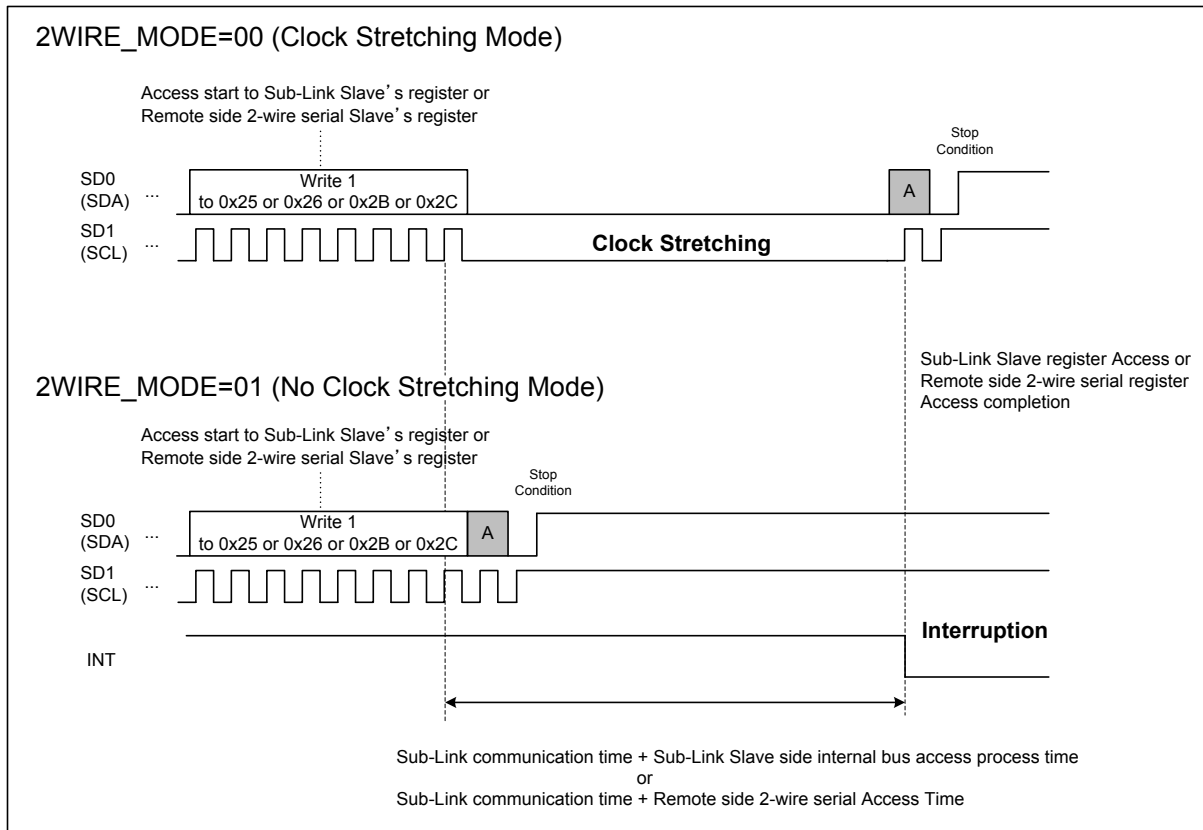 2WIRE_MODE=00 (Clock Stretching Mode)
Access start to Sub-Link Slave’s register or
Remote side 2-wire serial Slave’s register
Stop
Condition
SD0
(SDA) ...
Write 1
to 0x25 or 0x26 or 0x2B or 0x2C
A
SD1
(SCL) ...
Clock Stretching
Sub-Link Slave register Access or
Remote side 2-wire serial register
Access completion
2WIRE_MODE=01 (No Clock Stretching Mode)
Access start to Sub-Link Slave’s register or
Remote side 2-wire serial Slave’s register
Stop
Condition
SD0
(SDA) ...
Write 1
to 0x25 or 0x26 or 0x2B or 0x2C
A
SD1
(SCL) ...
Interruption
INT
Sub-Link communication time + Sub-Link Slave side internal bus access process time
or
Sub-Link communication time + Remote side 2-wire serial Access Time